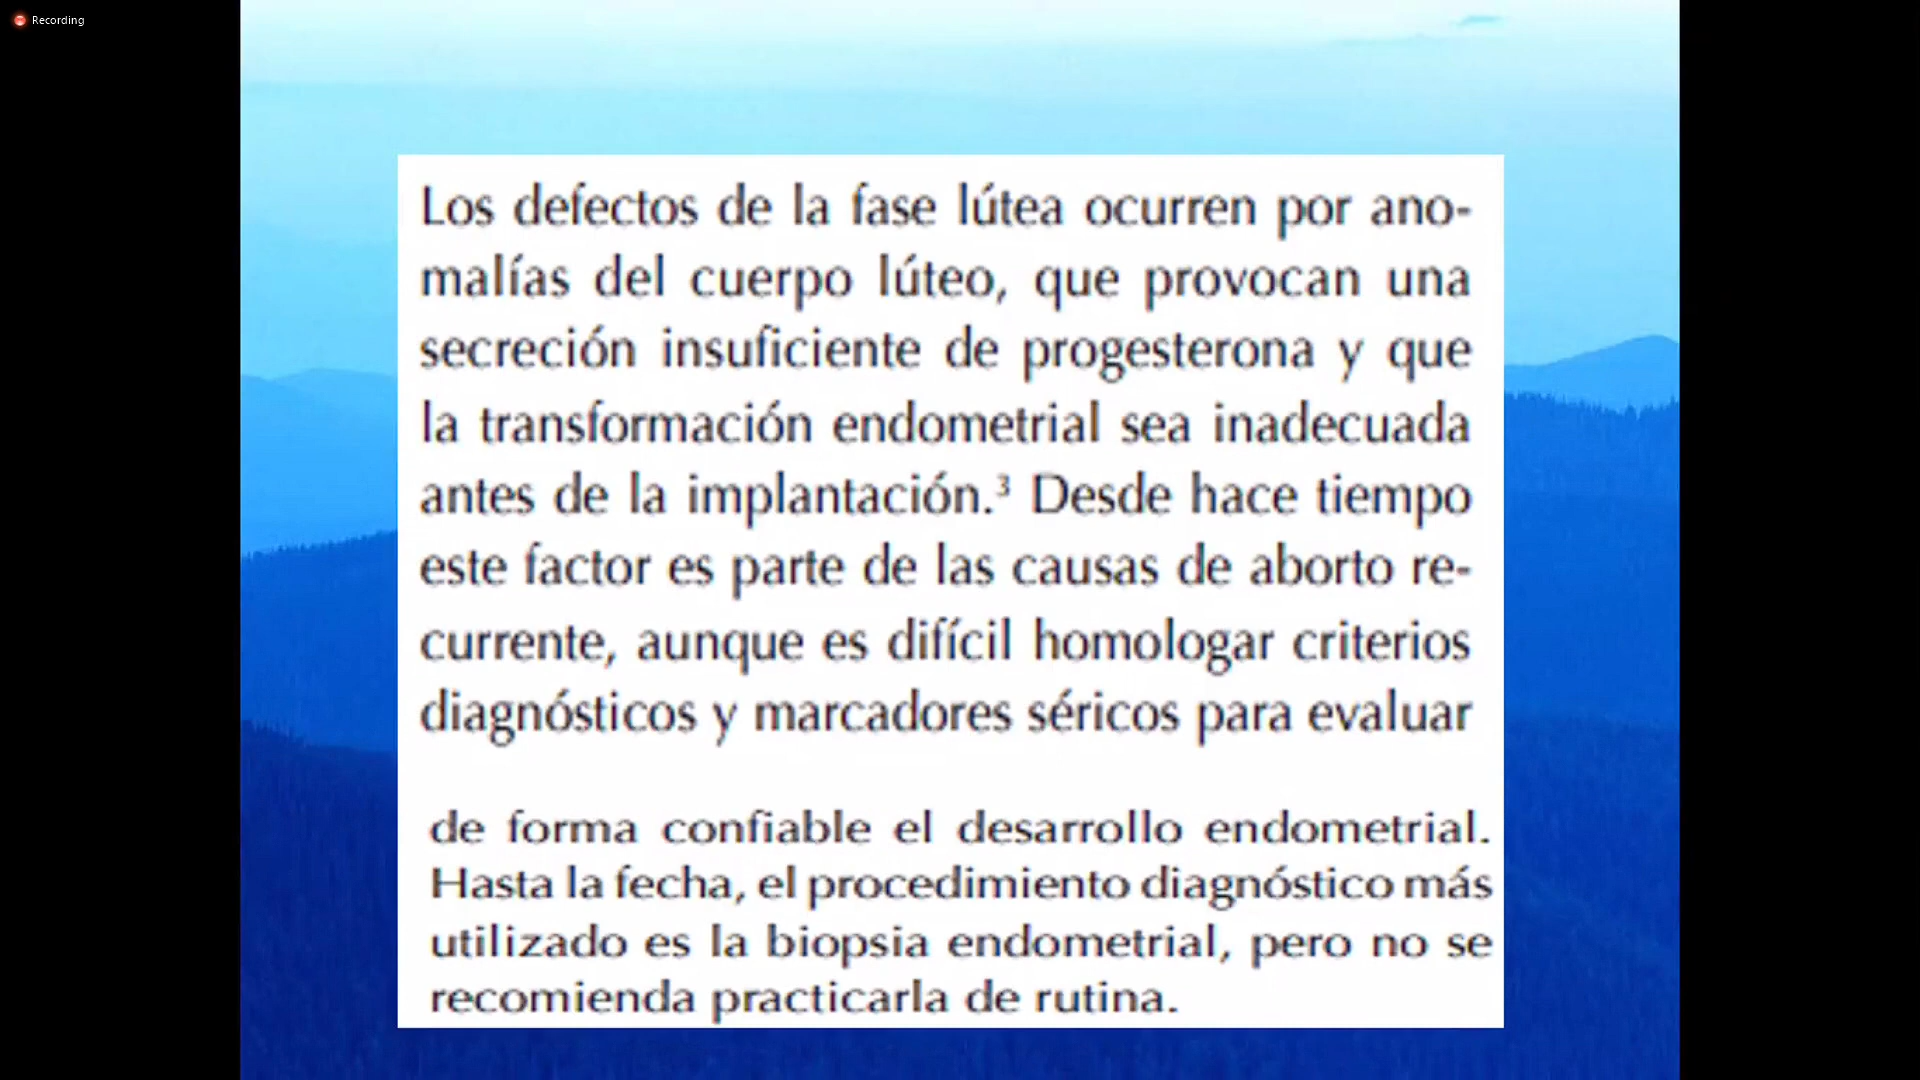 Recording
Los defectos de la fase lútea ocurren por ano-
malías del cuerpo lúteo, que provocan una
secreción insuficiente de progesterona y que
la transformación endometrial sea inadecuada
antes de la implantación.³ Desde hace tiempo
este factor es parte de las causas de aborto re-
currente, aunque es difícil homologar criterios
diagnósticos y marcadores séricos para evaluar
de forma confiable el desarrollo endometrial.
Hasta la fecha, el procedimiento diagnóstico más
utilizado es la biopsia endometrial, pero no se
recomienda practicarla de rutina.